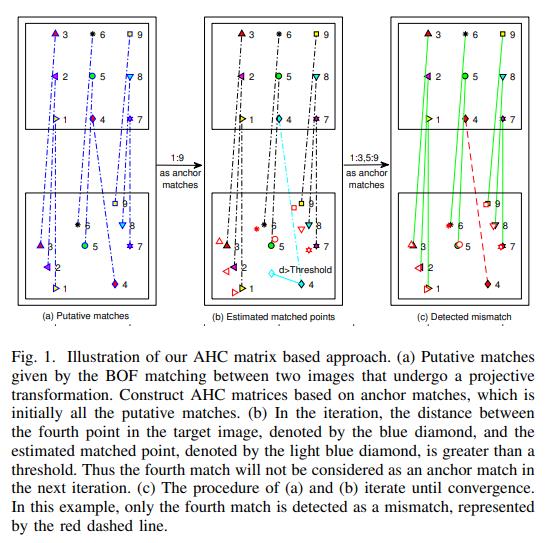 3 6 9
2 5 8
1 4 7
9
6 8
3 5 7
2
1 4
(a) Putative matches
1:9
as anchor
matches
3 6 9
2 5 8
1 4 7
9
6 8
3 5 7
2 d>Threshold
1 4
(b) Estimated matched points
1:3,5:9
as anchor
matches
3 6 9
2 5 8
1 4 7
9
6 8
3 5 7
2
1 4
(c) Detected mismatch
Fig. 1. Illustration of our AHC matrix based approach. (a) Putative matches
given by the BOF matching between two images that undergo a projective
transformation. Construct AHC matrices based on anchor matches, which is
initially all the putative matches. (b) In the iteration, the distance between
the fourth point in the target image, denoted by the blue diamond, and the
estimated matched point, denoted by the light blue diamond, is greater than a
threshold. Thus the fourth match will not be considered as an anchor match in
the next iteration. (c) The procedure of (a) and (b) iterate until convergence.
In this example, only the fourth match is detected as a mismatch, represented
by the red dashed line.